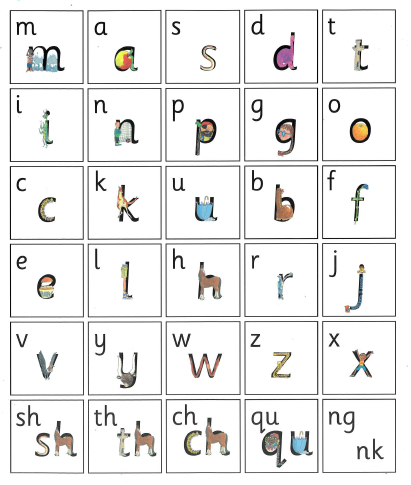 m a s d t
m a s d t
i n p g o
i n p g o
c k u b f
c k u b f
e l h r j
e l h r j
v y w z x
v y w z x
sh th ch qu ng
sh th ch qu nk